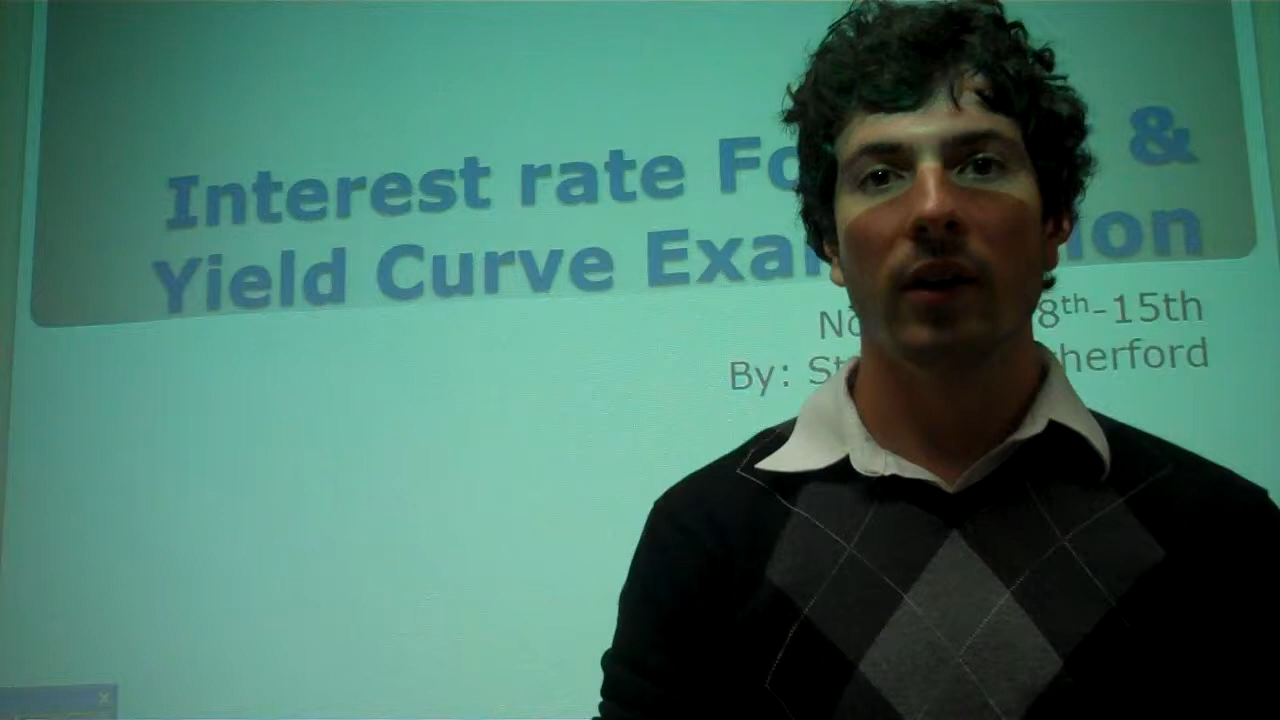 Interest rate Fo &
Yield Curve Exa ion
No 8th-15th
By: St herford